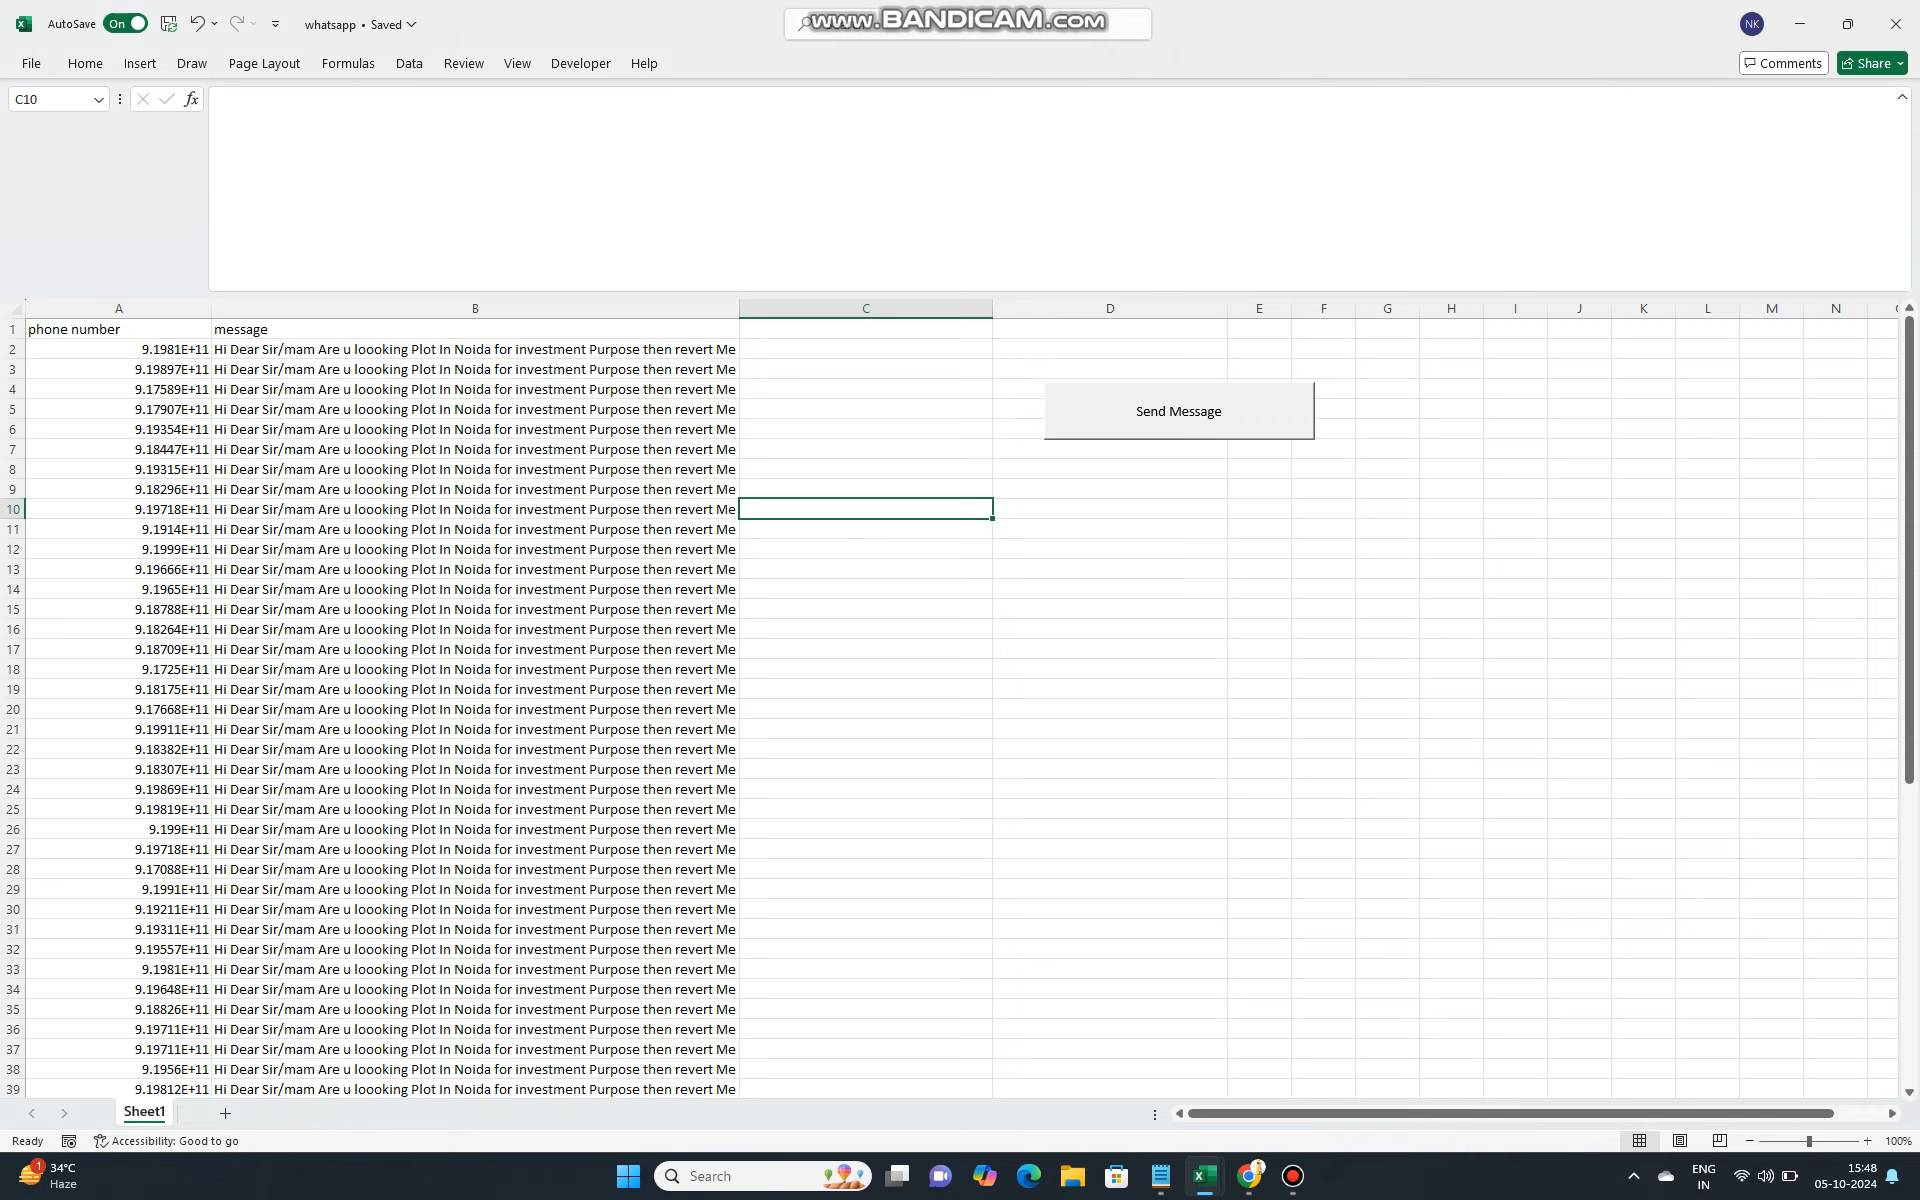 AutoSave On whatsapp • Saved www.BANDICAM.com NK
File Home Insert Draw Page Layout Formulas Data Review View Developer Help Comments Share
C10 fx
A B C D E F G H I J K L M N
1 phone number message
2 9.1981E+11 Hi Dear Sir/mam Are u loooking Plot In Noida for investment Purpose then revert Me
3 9.19897E+11 Hi Dear Sir/mam Are u loooking Plot In Noida for investment Purpose then revert Me
4 9.17589E+11 Hi Dear Sir/mam Are u loooking Plot In Noida for investment Purpose then revert Me
5 9.17907E+11 Hi Dear Sir/mam Are u loooking Plot In Noida for investment Purpose then revert Me
Send Message
6 9.19354E+11 Hi Dear Sir/mam Are u loooking Plot In Noida for investment Purpose then revert Me
7 9.18447E+11 Hi Dear Sir/mam Are u loooking Plot In Noida for investment Purpose then revert Me
8 9.19315E+11 Hi Dear Sir/mam Are u loooking Plot In Noida for investment Purpose then revert Me
9 9.18296E+11 Hi Dear Sir/mam Are u loooking Plot In Noida for investment Purpose then revert Me
10 9.19718E+11 Hi Dear Sir/mam Are u loooking Plot In Noida for investment Purpose then revert Me
11 9.1914E+11 Hi Dear Sir/mam Are u loooking Plot In Noida for investment Purpose then revert Me
12 9.1999E+11 Hi Dear Sir/mam Are u loooking Plot In Noida for investment Purpose then revert Me
13 9.19666E+11 Hi Dear Sir/mam Are u loooking Plot In Noida for investment Purpose then revert Me
14 9.1965E+11 Hi Dear Sir/mam Are u loooking Plot In Noida for investment Purpose then revert Me
15 9.18788E+11 Hi Dear Sir/mam Are u loooking Plot In Noida for investment Purpose then revert Me
16 9.18264E+11 Hi Dear Sir/mam Are u loooking Plot In Noida for investment Purpose then revert Me
17 9.18709E+11 Hi Dear Sir/mam Are u loooking Plot In Noida for investment Purpose then revert Me
18 9.1725E+11 Hi Dear Sir/mam Are u loooking Plot In Noida for investment Purpose then revert Me
19 9.18175E+11 Hi Dear Sir/mam Are u loooking Plot In Noida for investment Purpose then revert Me
20 9.17668E+11 Hi Dear Sir/mam Are u loooking Plot In Noida for investment Purpose then revert Me
21 9.19911E+11 Hi Dear Sir/mam Are u loooking Plot In Noida for investment Purpose then revert Me
22 9.18382E+11 Hi Dear Sir/mam Are u loooking Plot In Noida for investment Purpose then revert Me
23 9.18307E+11 Hi Dear Sir/mam Are u loooking Plot In Noida for investment Purpose then revert Me
24 9.19869E+11 Hi Dear Sir/mam Are u loooking Plot In Noida for investment Purpose then revert Me
25 9.19819E+11 Hi Dear Sir/mam Are u loooking Plot In Noida for investment Purpose then revert Me
26 9.199E+11 Hi Dear Sir/mam Are u loooking Plot In Noida for investment Purpose then revert Me
27 9.19718E+11 Hi Dear Sir/mam Are u loooking Plot In Noida for investment Purpose then revert Me
28 9.17088E+11 Hi Dear Sir/mam Are u loooking Plot In Noida for investment Purpose then revert Me
29 9.1991E+11 Hi Dear Sir/mam Are u loooking Plot In Noida for investment Purpose then revert Me
30 9.19211E+11 Hi Dear Sir/mam Are u loooking Plot In Noida for investment Purpose then revert Me
31 9.19311E+11 Hi Dear Sir/mam Are u loooking Plot In Noida for investment Purpose then revert Me
32 9.19557E+11 Hi Dear Sir/mam Are u loooking Plot In Noida for investment Purpose then revert Me
33 9.1981E+11 Hi Dear Sir/mam Are u loooking Plot In Noida for investment Purpose then revert Me
34 9.19648E+11 Hi Dear Sir/mam Are u loooking Plot In Noida for investment Purpose then revert Me
35 9.18826E+11 Hi Dear Sir/mam Are u loooking Plot In Noida for investment Purpose then revert Me
36 9.19711E+11 Hi Dear Sir/mam Are u loooking Plot In Noida for investment Purpose then revert Me
37 9.19711E+11 Hi Dear Sir/mam Are u loooking Plot In Noida for investment Purpose then revert Me
38 9.1956E+11 Hi Dear Sir/mam Are u loooking Plot In Noida for investment Purpose then revert Me
39 9.19812E+11 Hi Dear Sir/mam Are u loooking Plot In Noida for investment Purpose then revert Me
Sheet1
Ready Accessibility: Good to go 100%
1 34°C Search ENG 15:48
Haze IN 05-10-2024